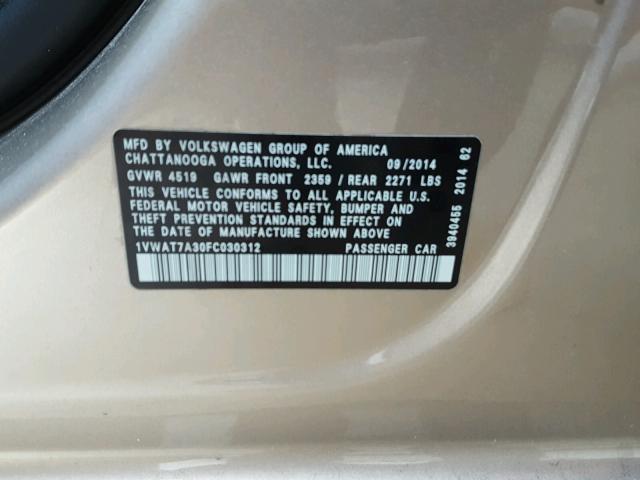 MFD BY VOLKSWAGEN GROUP OF AMERICA
CHATTANOOGA OPERATIONS, LLC. 09/2014
GVWR 4519 GAWR FRONT 2359 / REAR 2271 LBS
THIS VEHICLE CONFORMS TO ALL APPLICABLE U.S.
FEDERAL MOTOR VEHICLE SAFETY, BUMPER AND
THEFT PREVENTION STANDARDS IN EFFECT ON
THE DATE OF MANUFACTURE SHOWN ABOVE
1VWAT7A30FC030312 PASSENGER CAR
3940455 2014 62